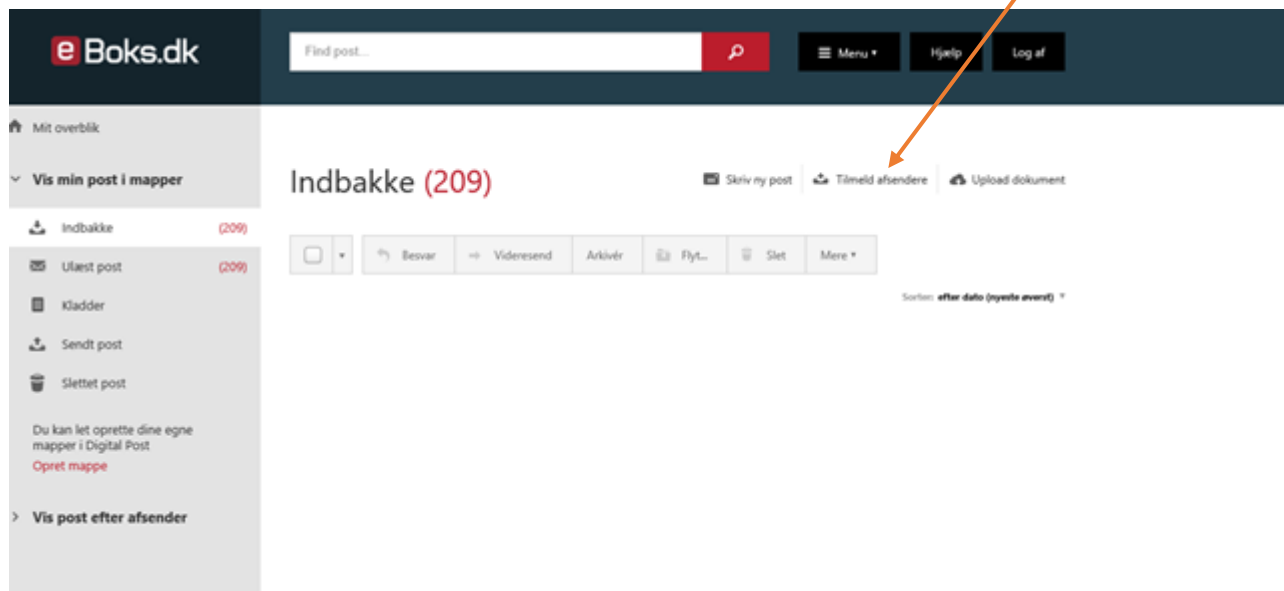 e Boks.dk
Find post...
Menu
Hjælp
Log af
Mit overblik
Vis min post i mapper
Indbakke (209)
Ulæst post (209)
Kladder
Sendt post
Slettet post
Du kan let oprette dine egne
mapper i Digital Post
Opret mappe
Vis post efter afsender
Indbakke (209)
Skriv ny post
Tilmeld afsendere
Upload dokument
Besvar
Videresend
Arkivér
Flyt...
Slet
Mere
Sorter: efter dato (nyeste øverst)